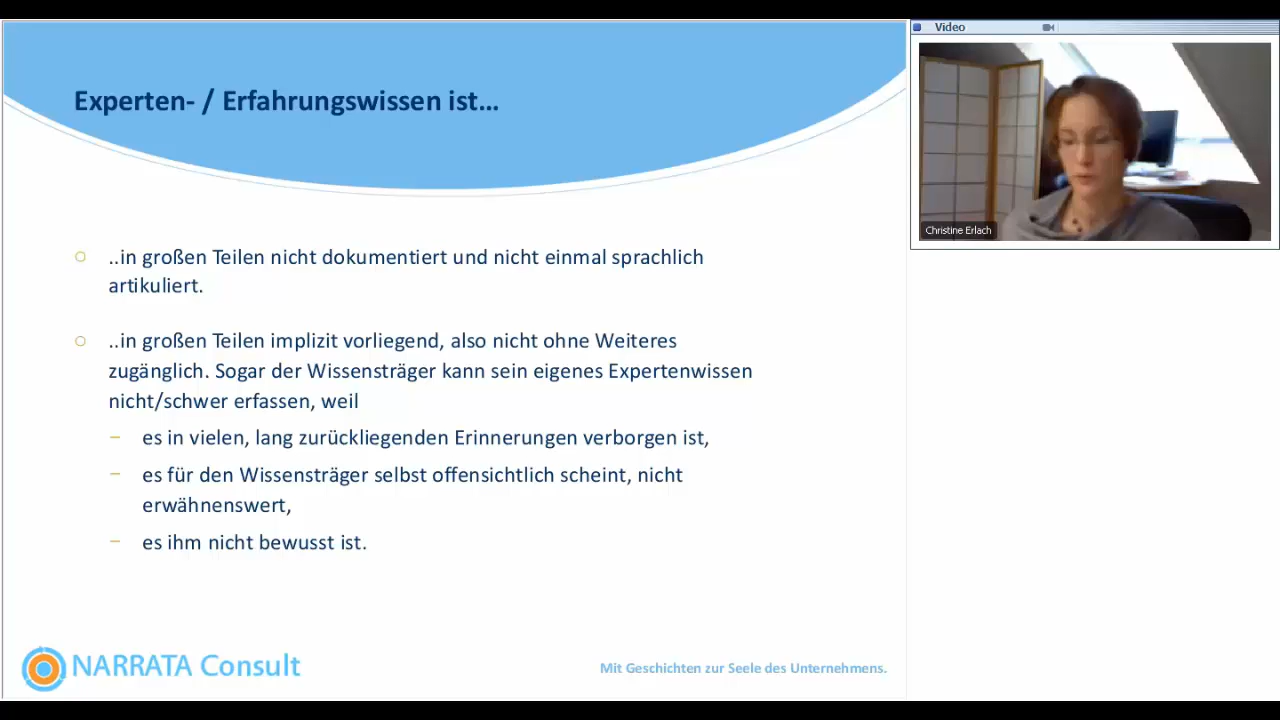 Experten- / Erfahrungswissen ist...
..in großen Teilen nicht dokumentiert und nicht einmal sprachlich
artikuliert.
..in großen Teilen implizit vorliegend, also nicht ohne Weiteres
zugänglich. Sogar der Wissensträger kann sein eigenes Expertenwissen
nicht/schwer erfassen, weil
– es in vielen, lang zurückliegenden Erinnerungen verborgen ist,
– es für den Wissensträger selbst offensichtlich scheint, nicht
erwähnenswert,
– es ihm nicht bewusst ist.
NARRATA Consult
Mit Geschichten zur Seele des Unternehmens.
Video
Christine Erlach